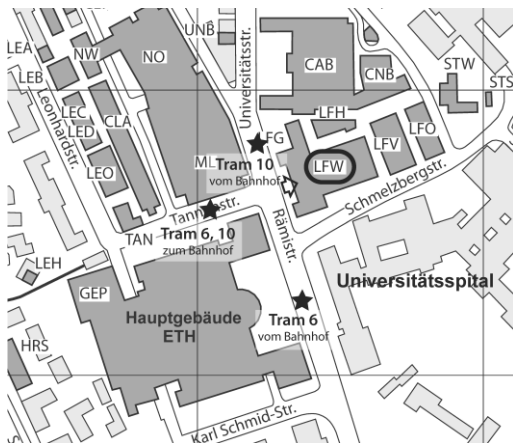 LEA
NW
NO
UNB
CAB
CNB
STW
STS
LEB
LEC
CLA
LED
LEO
Leonhardstr.
Universitätsstr.
LFH
LFG
LFO
LFV
LFW
ML
Tram 10
vom Bahnhof
Schmelzbergstr.
Tannenstr.
TAN
Tram 6, 10
zum Bahnhof
Rämistr.
LEH
GEP
Universitätsspital
Hauptgebäude
ETH
Tram 6
vom Bahnhof
HRS
Karl Schmid-Str.